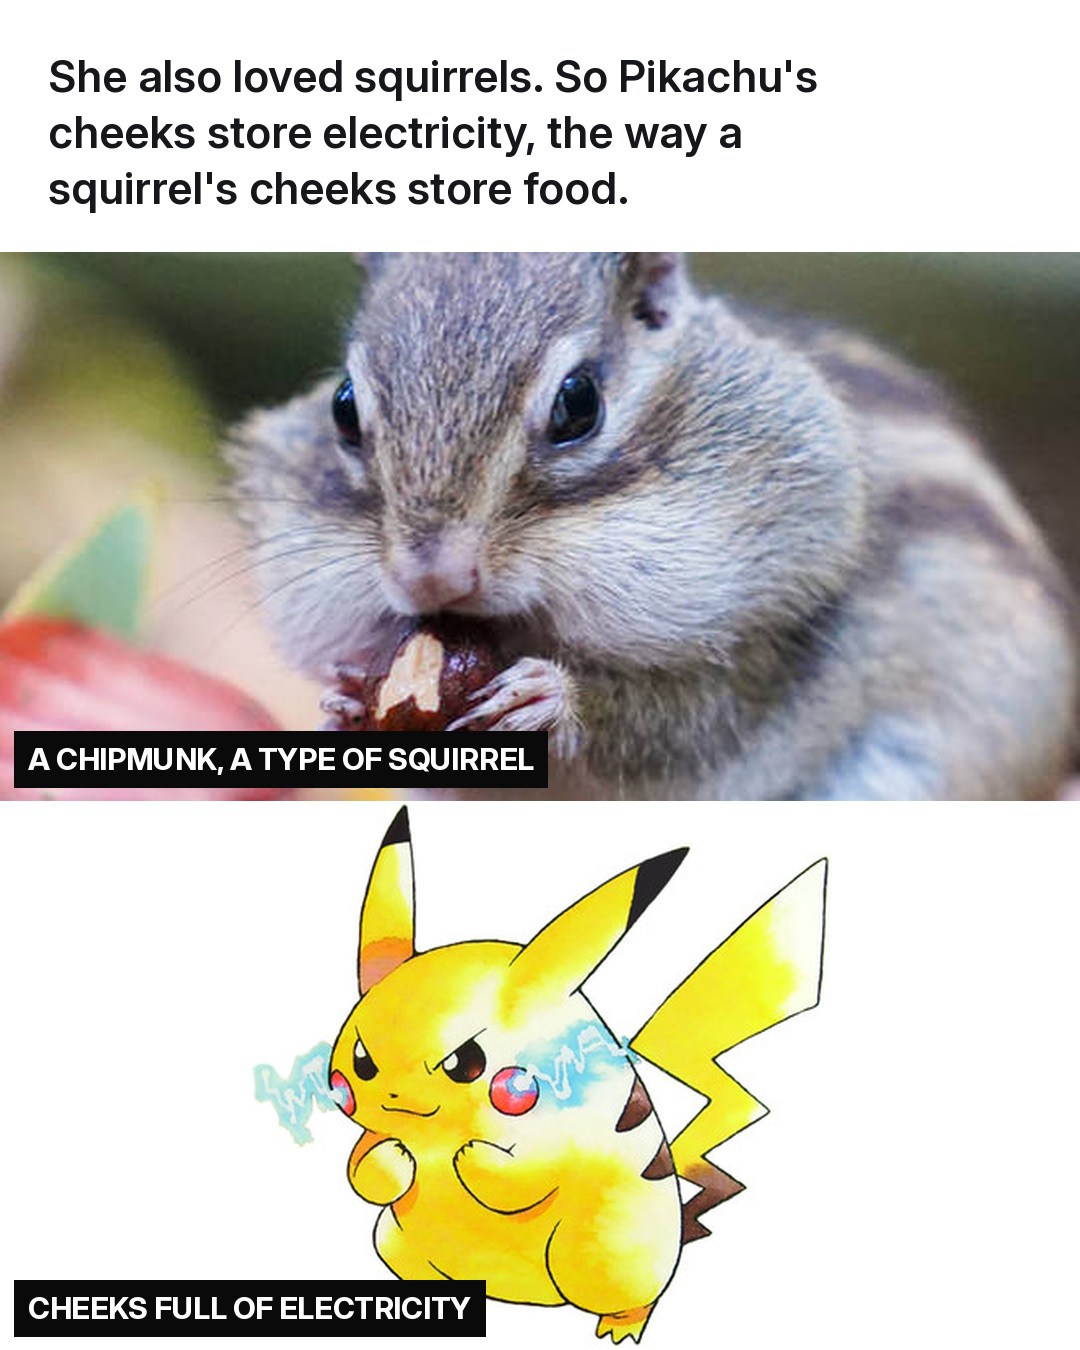 She also loved squirrels. So Pikachu's
cheeks store electricity, the way a
squirrel's cheeks store food.
A CHIPMUNK, A TYPE OF SQUIRREL
CHEEKS FULL OF ELECTRICITY